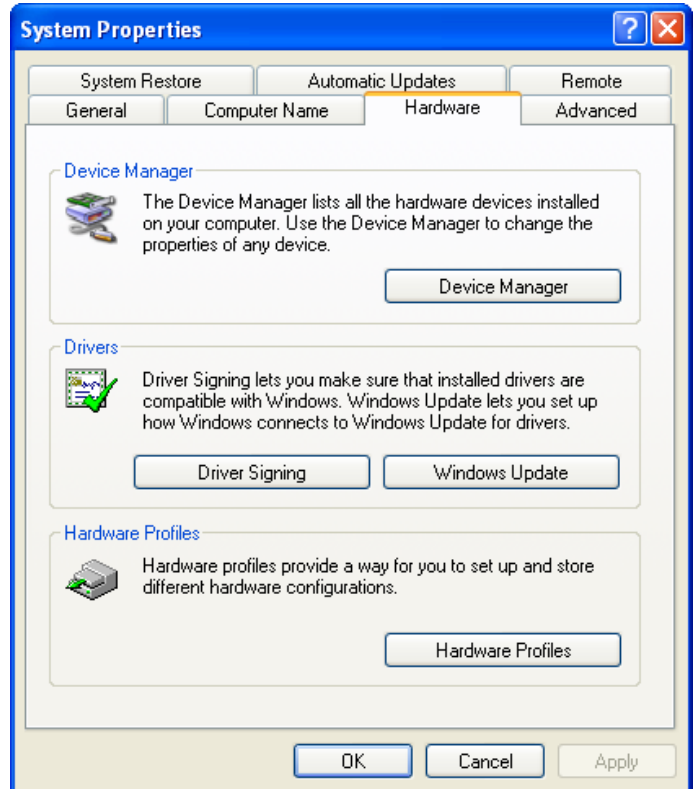 System Properties
System Restore
Automatic Updates
Remote
General
Computer Name
Hardware
Advanced
Device Manager
The Device Manager lists all the hardware devices installed
on your computer. Use the Device Manager to change the
properties of any device.
Device Manager
Drivers
Driver Signing lets you make sure that installed drivers are
compatible with Windows. Windows Update lets you set up
how Windows connects to Windows Update for drivers.
Driver Signing
Windows Update
Hardware Profiles
Hardware profiles provide a way for you to set up and store
different hardware configurations.
Hardware Profiles
OK
Cancel
Apply